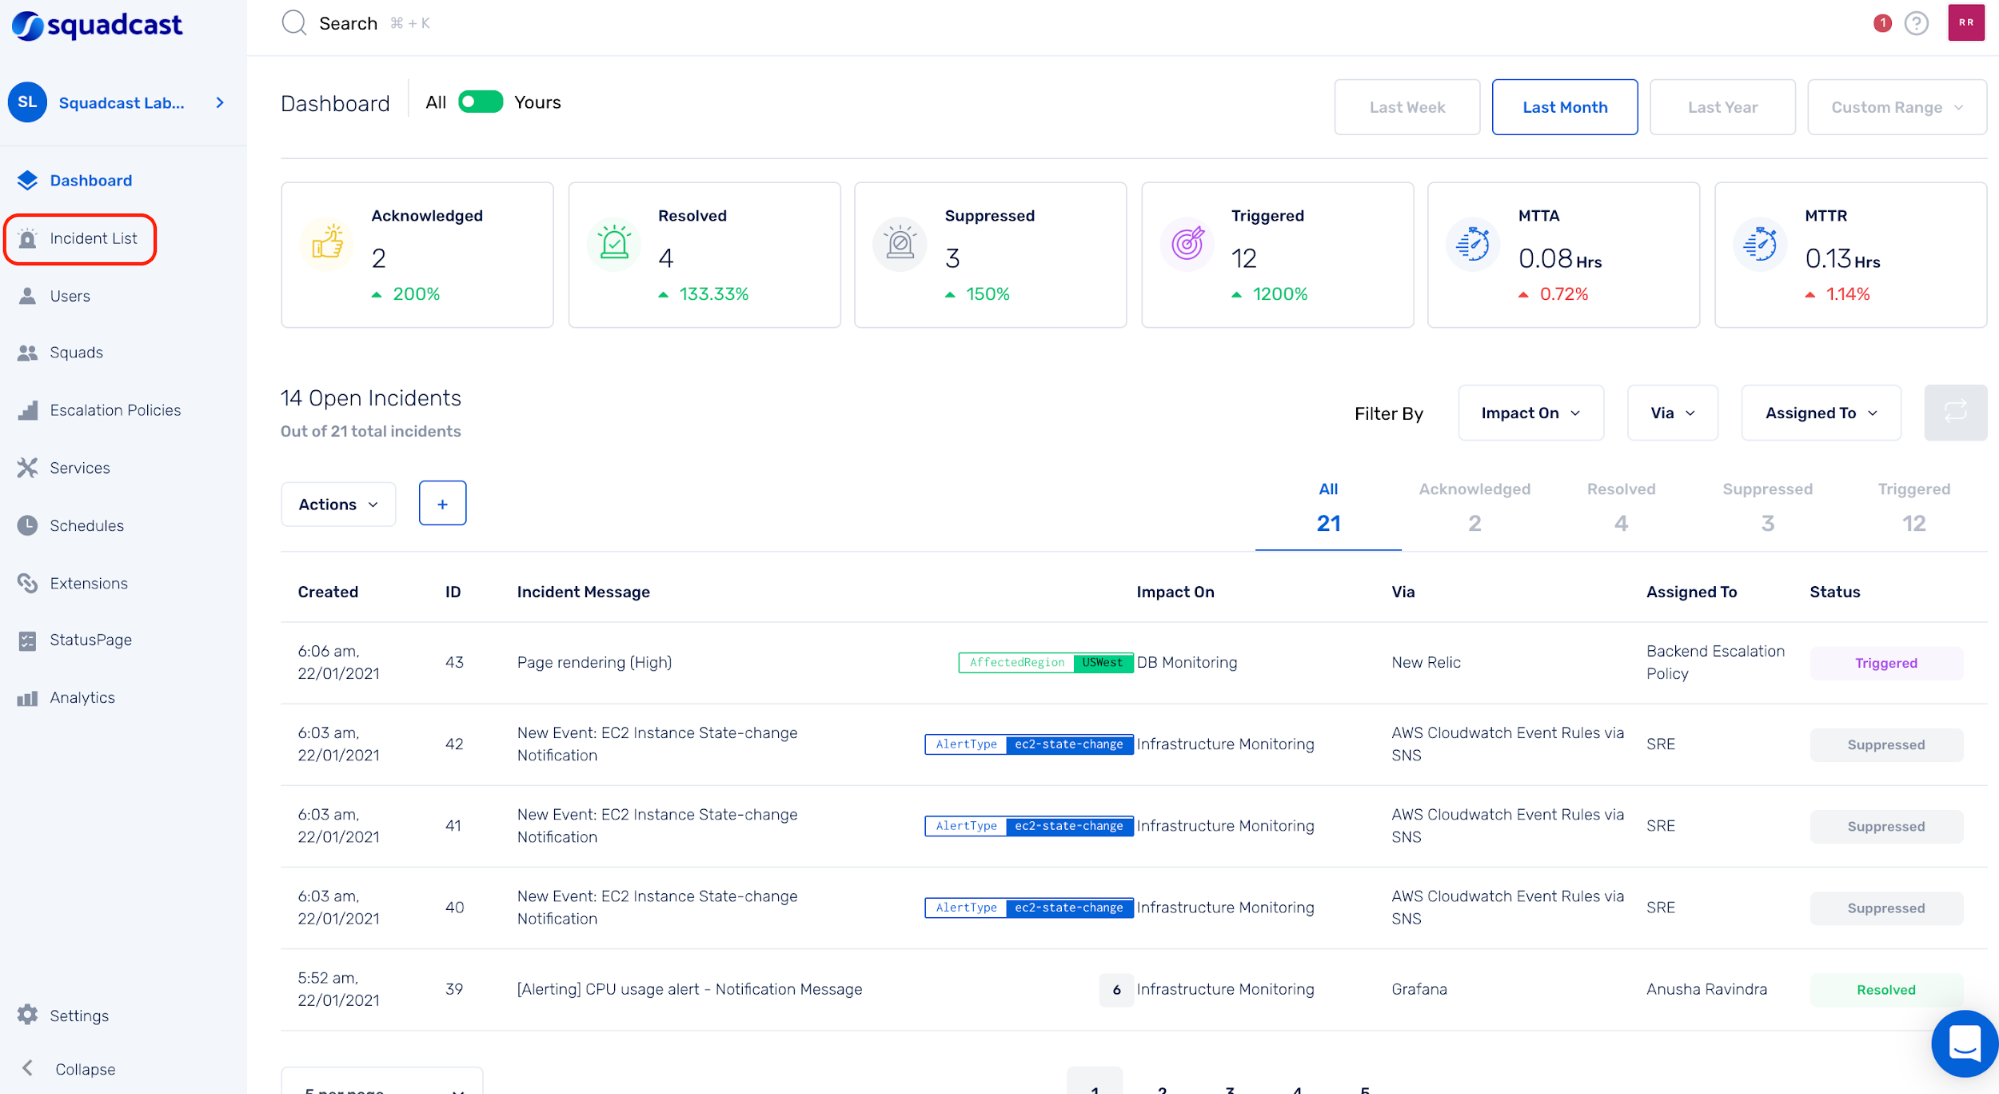 squadcast
Search ⌘ + K
1
?
RR
SL Squadcast Lab...
Dashboard
Incident List
Users
Squads
Escalation Policies
Services
Schedules
Extensions
StatusPage
Analytics
Settings
Collapse
Dashboard All Yours
Last Week Last Month Last Year Custom Range
Acknowledged
2
200%
Resolved
4
133.33%
Suppressed
3
150%
Triggered
12
1200%
MTTA
0.08 Hrs
0.72%
MTTR
0.13 Hrs
1.14%
14 Open Incidents
Out of 21 total incidents
Filter By Impact On Via Assigned To
Actions +
All Acknowledged Resolved Suppressed Triggered
21 2 4 3 12
Created ID Incident Message Impact On Via Assigned To Status
6:06 am,
22/01/2021
43
Page rendering (High)
AffectedRegion USWest
DB Monitoring
New Relic
Backend Escalation
Policy
Triggered
6:03 am,
22/01/2021
42
New Event: EC2 Instance State-change
Notification
AlertType ec2-state-change
Infrastructure Monitoring
AWS Cloudwatch Event Rules via
SNS
SRE
Suppressed
6:03 am,
22/01/2021
41
New Event: EC2 Instance State-change
Notification
AlertType ec2-state-change
Infrastructure Monitoring
AWS Cloudwatch Event Rules via
SNS
SRE
Suppressed
6:03 am,
22/01/2021
40
New Event: EC2 Instance State-change
Notification
AlertType ec2-state-change
Infrastructure Monitoring
AWS Cloudwatch Event Rules via
SNS
SRE
Suppressed
5:52 am,
22/01/2021
39
[Alerting] CPU usage alert - Notification Message
6
Infrastructure Monitoring
Grafana
Anusha Ravindra
Resolved
5 per page
1 2 3 4 5